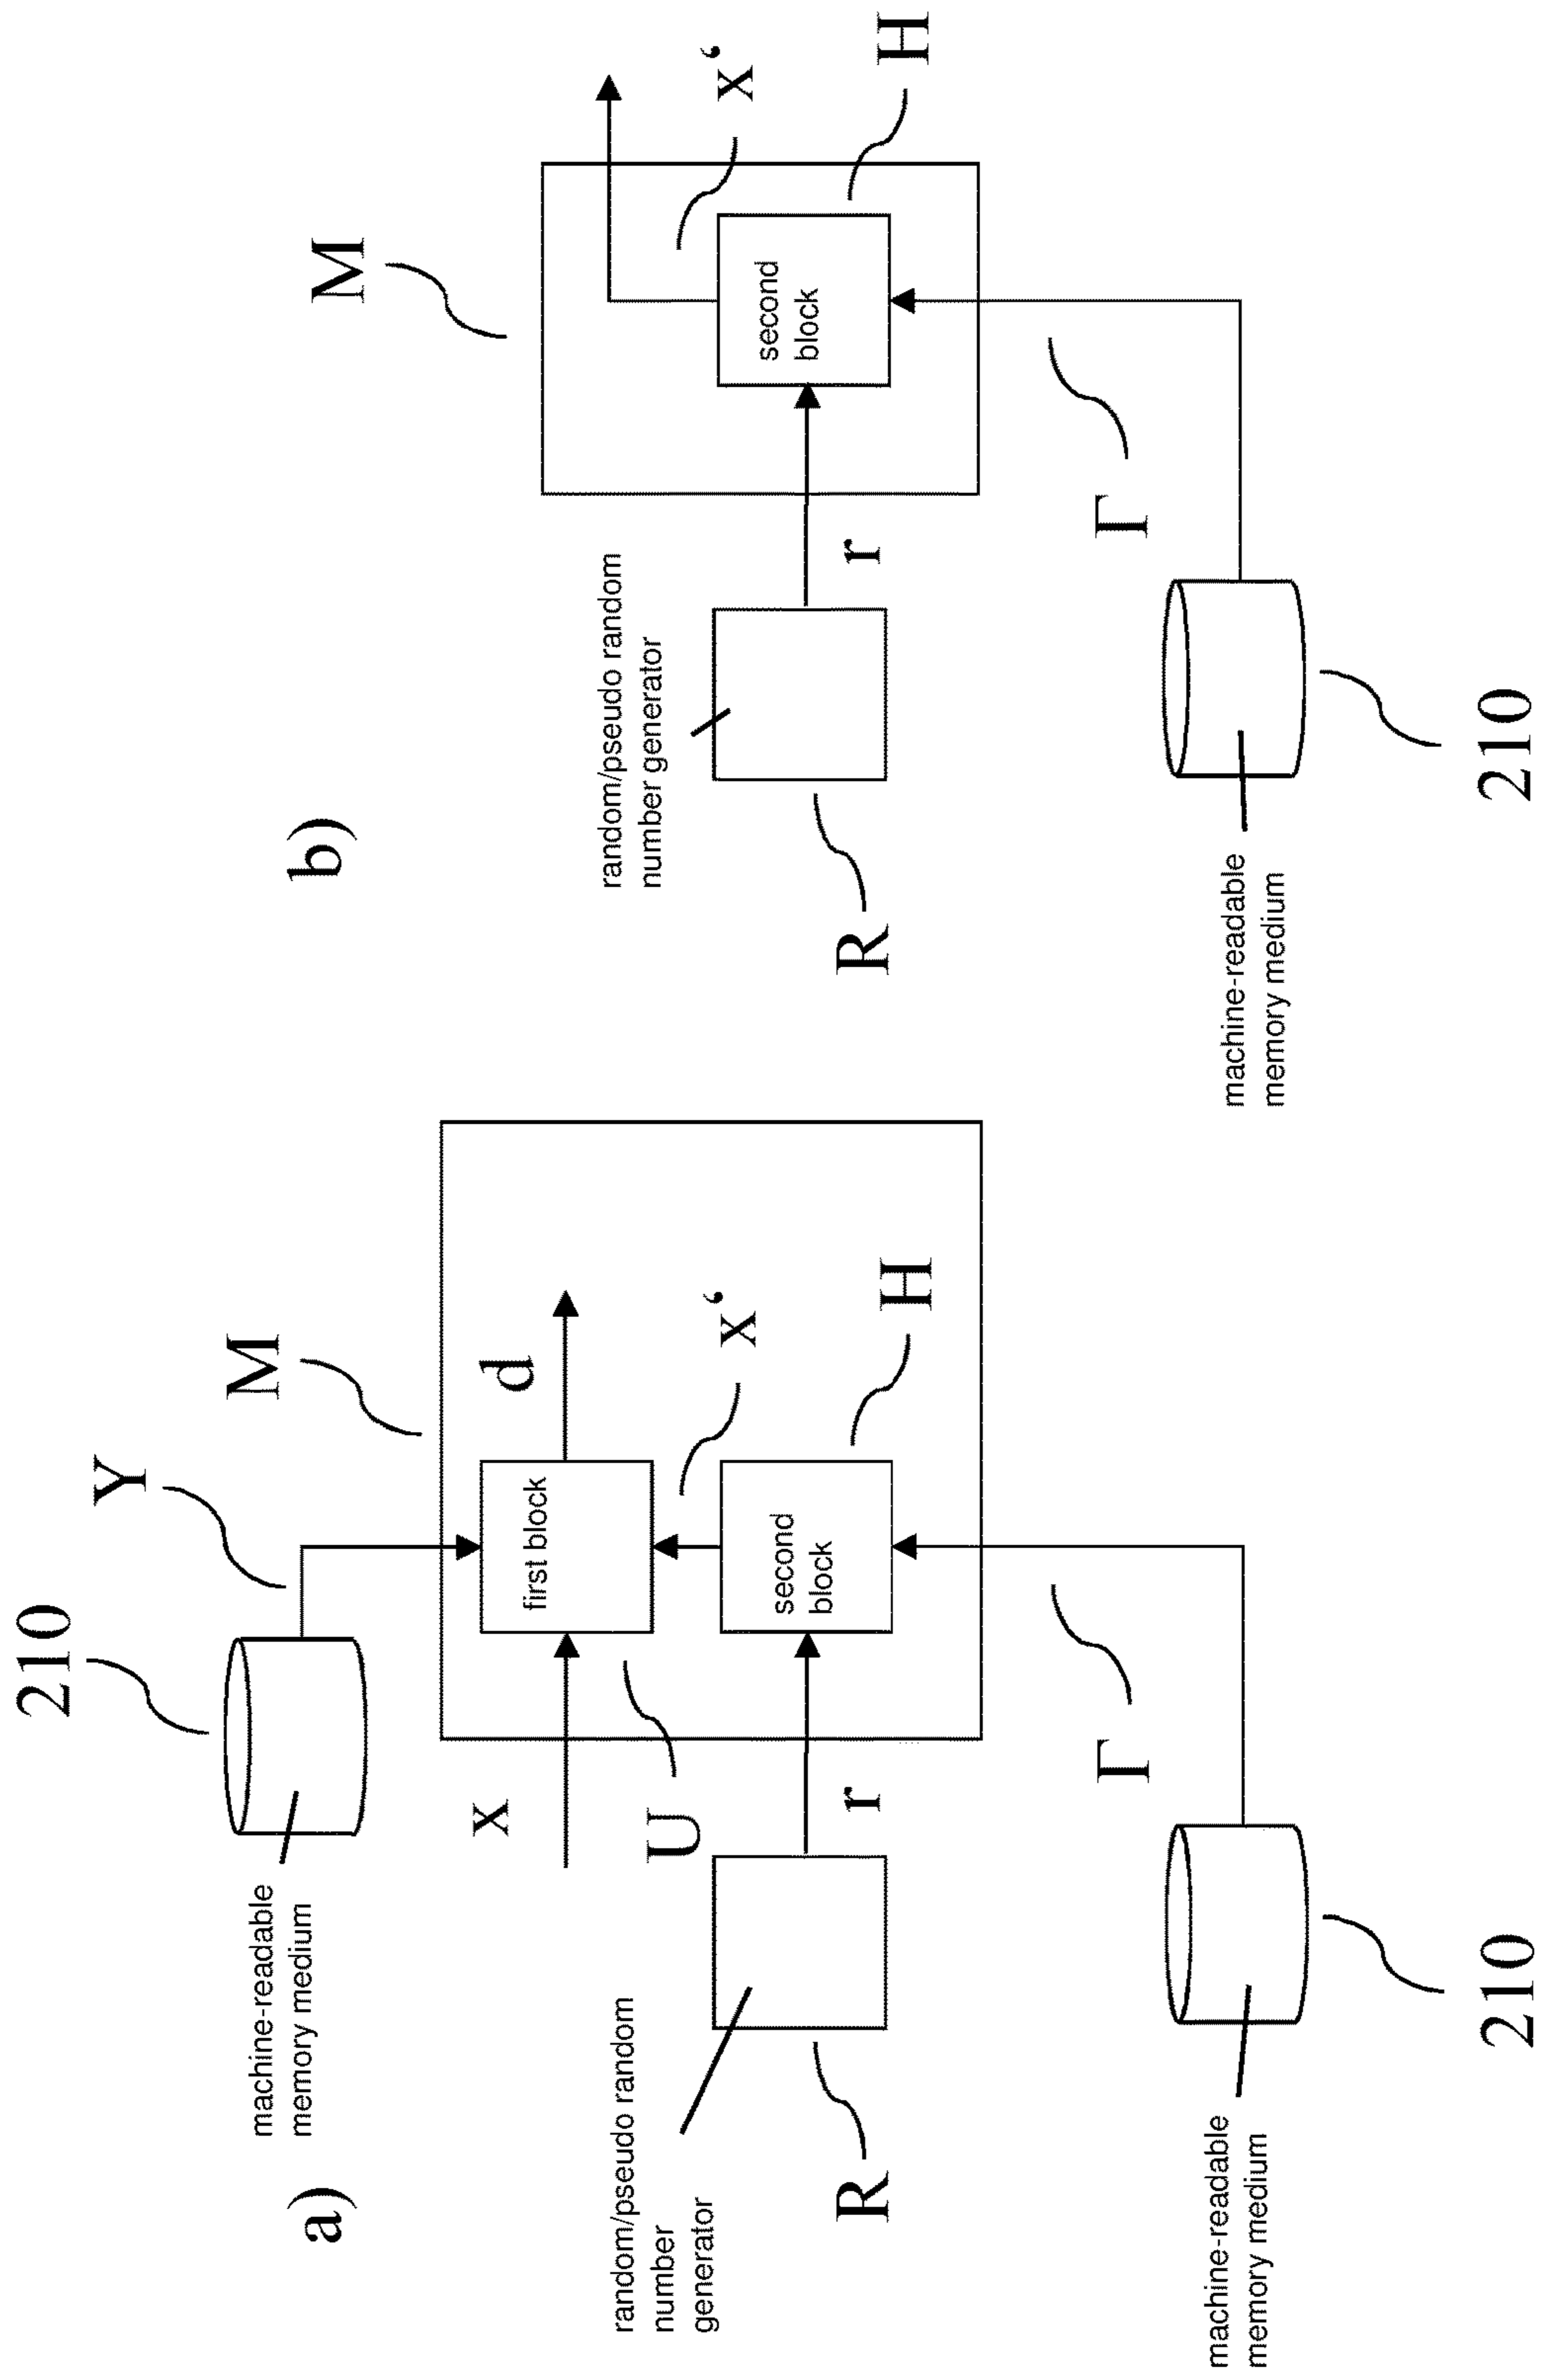 a)
210
Y
machine-readable
memory medium
M
x
first block
d
U
x‘
random/pseudo random
number
generator
r
second
block
H
R
Γ
machine-readable
memory medium
210
b)
M
x‘
random/pseudo random
number generator
r
second
block
H
R
Γ
machine-readable
memory medium
210